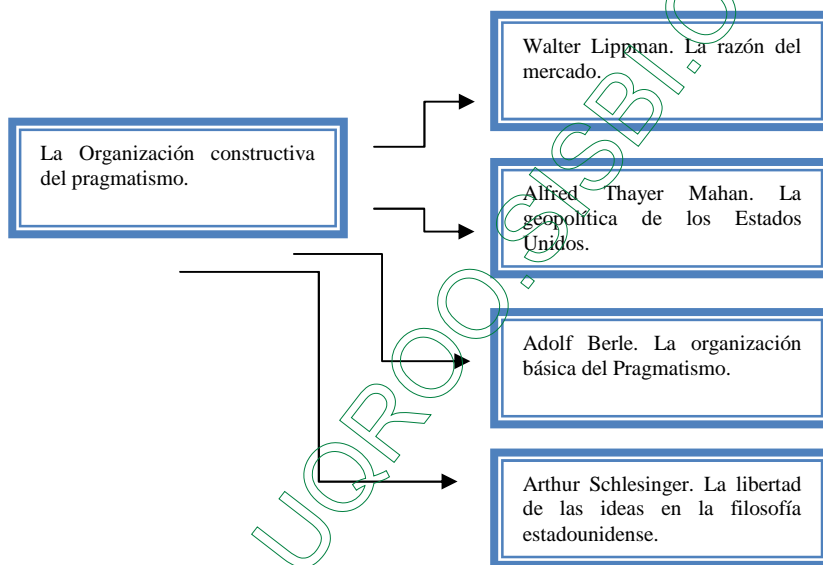 Walter Lippman. La razón del
mercado.
La Organización constructiva
del pragmatismo.
Alfred Thayer Mahan. La
geopolítica de los Estados
Unidos.
Adolf Berle. La organización
básica del Pragmatismo.
Arthur Schlesinger. La libertad
de las ideas en la filosofía
estadounidense.
UQROO.SISBI.O